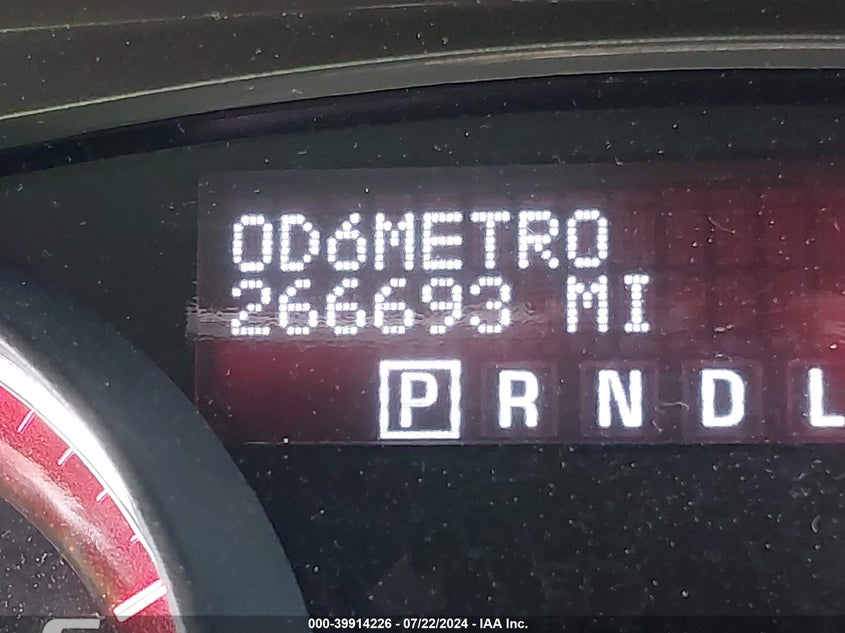 ODóMETRO
266693 MI
P R N D L
000-39914226 - 07/22/2024 - IAA Inc.